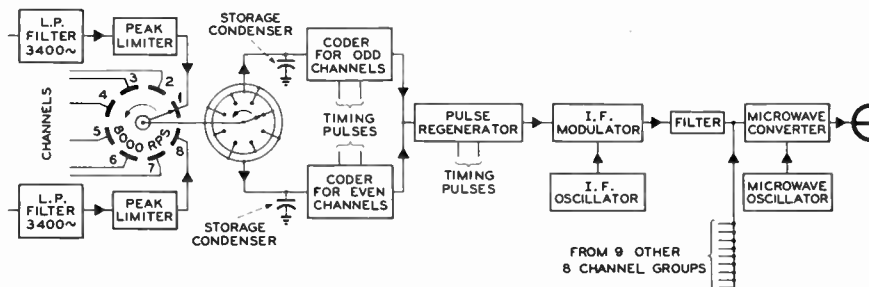 L.P.
FILTER
3400~
PEAK
LIMITER
CHANNELS
1
2
3
4
5
6
7
8
8000 RPS
L.P.
FILTER
3400~
PEAK
LIMITER
STORAGE
CONDENSER
CODER
FOR ODD
CHANNELS
TIMING
PULSES
CODER
FOR EVEN
CHANNELS
STORAGE
CONDENSER
PULSE
REGENERATOR
TIMING
PULSES
I.F.
MODULATOR
I.F.
OSCILLATOR
FILTER
MICROWAVE
CONVERTER
MICROWAVE
OSCILLATOR
FROM 9 OTHER
8 CHANNEL GROUPS